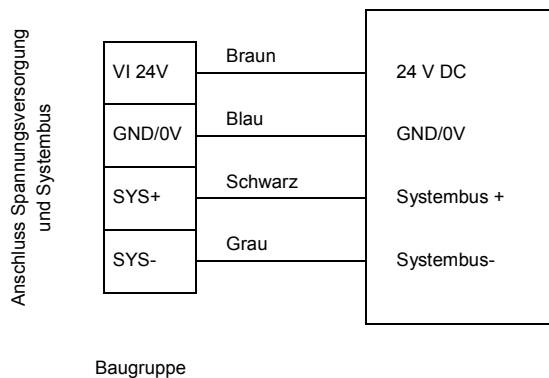 Anschluss Spannungsversorgung
und Systembus
VI 24V
Braun
24 V DC
GND/0V
Blau
GND/0V
SYS+
Schwarz
Systembus +
SYS-
Grau
Systembus-
Baugruppe